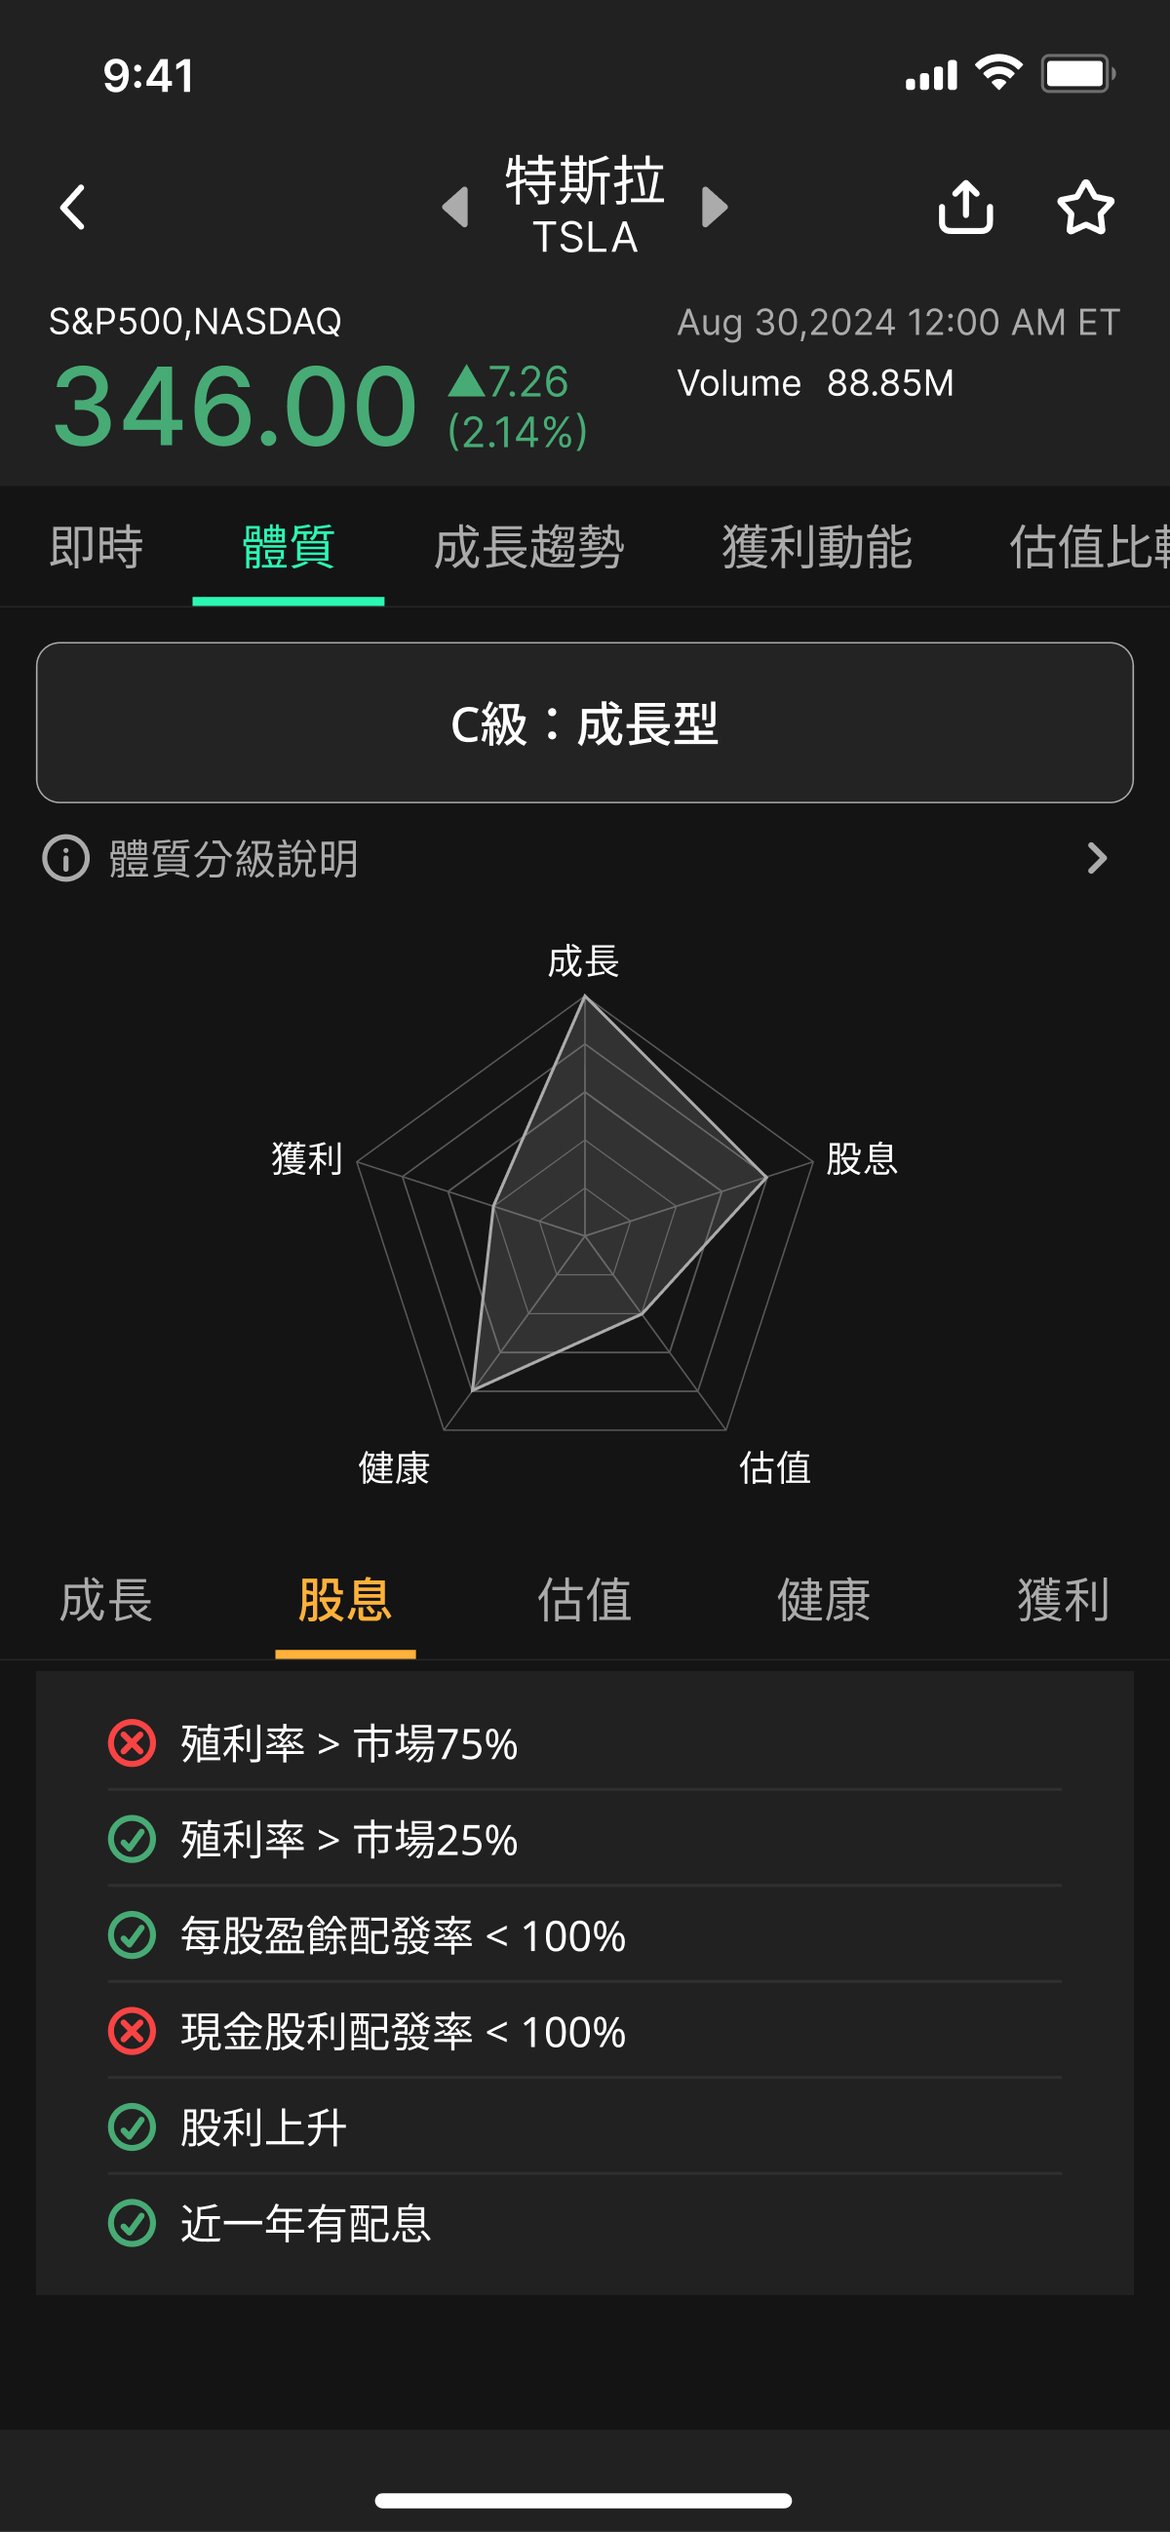 9:41
特斯拉
TSLA
S&P500,NASDAQ
Aug 30,2024 12:00 AM ET
346.00
▲7.26
(2.14%)
Volume 88.85M
即時 體質 成長趨勢 獲利動能 估值比
C級：成長型
體質分級說明
成長
獲利
股息
健康
估值
成長 股息 估值 健康 獲利
殖利率 > 市場75%
殖利率 > 市場25%
每股盈餘配發率 < 100%
現金股利配發率 < 100%
股利上升
近一年有配息